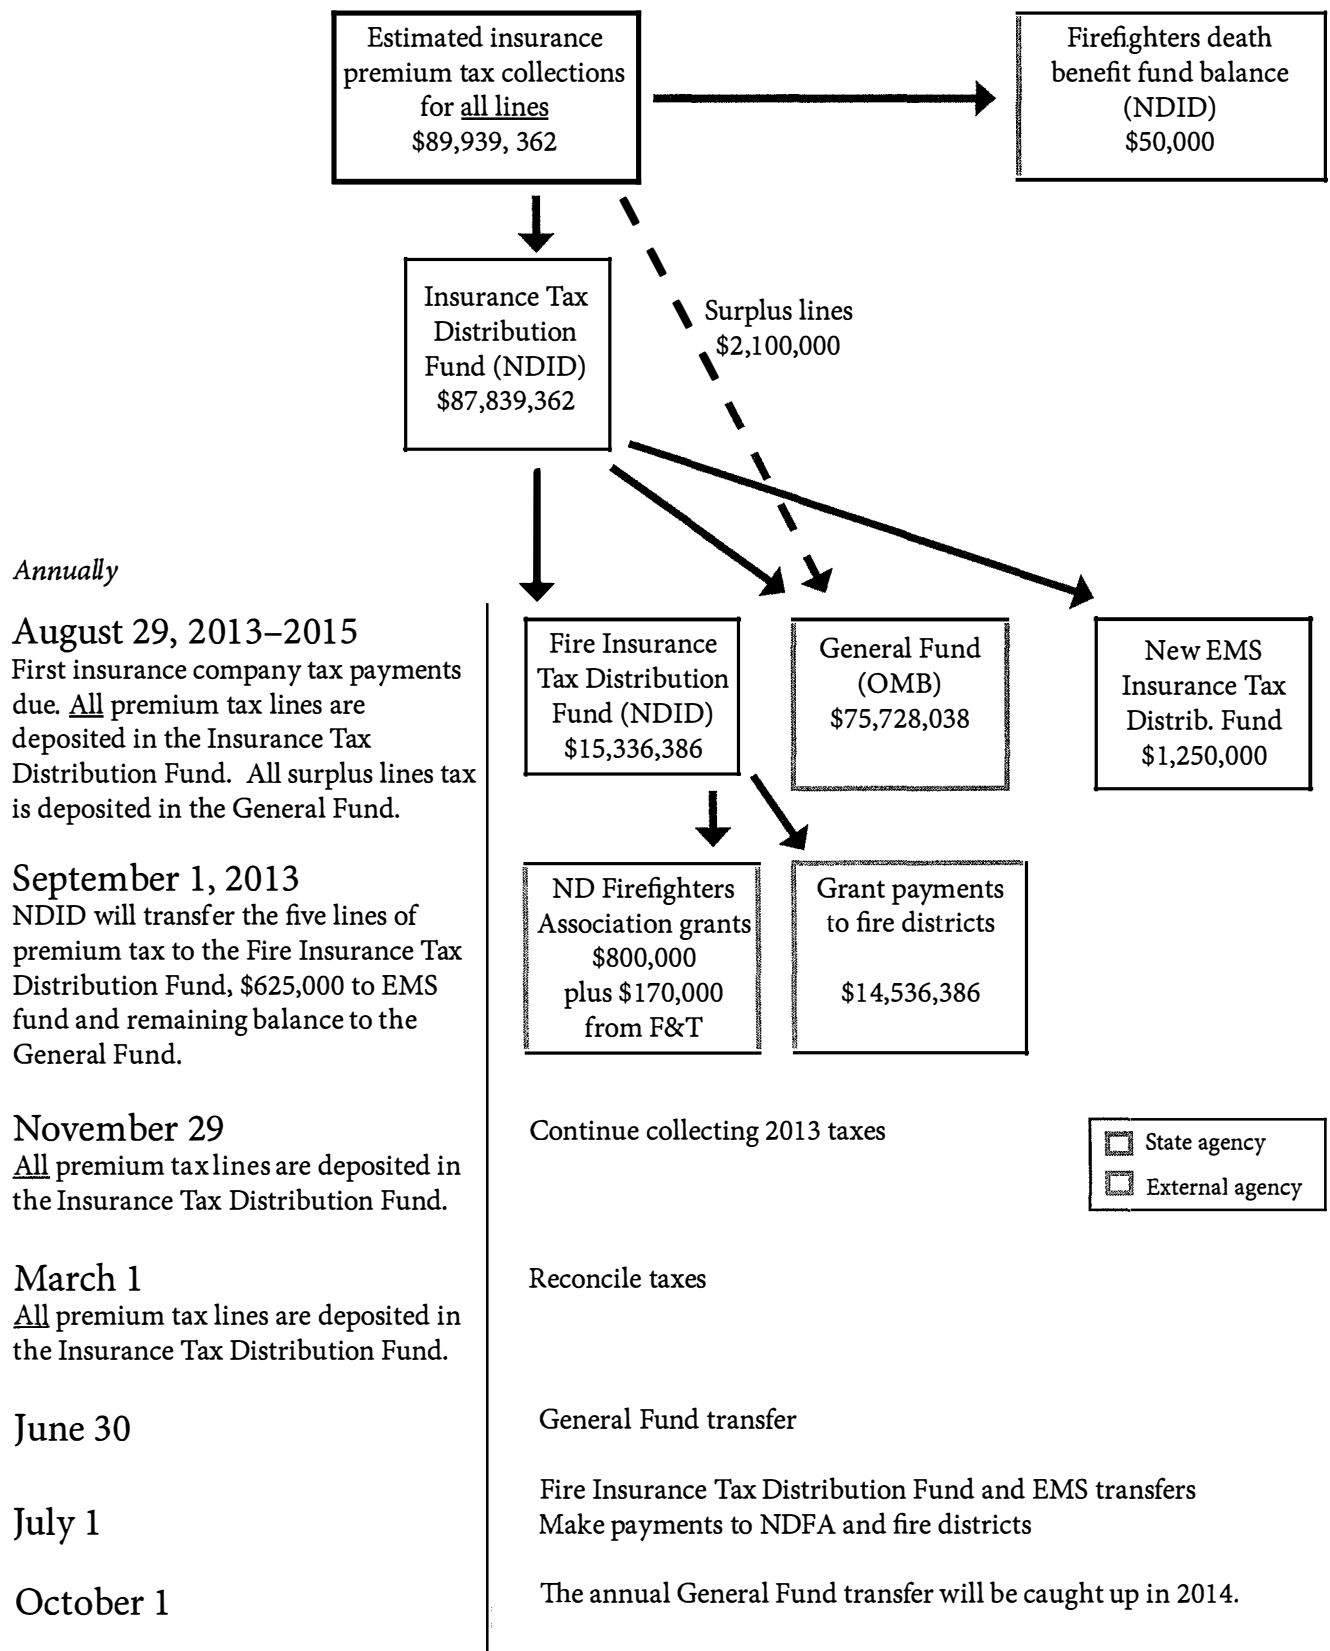 Estimated insurance
premium tax collections
for all lines
$89,939, 362
Firefighters death
benefit fund balance
(NDID)
$50,000
Insurance Tax
Distribution
Fund (NDID)
$87,839,362
Surplus lines
$2,100,000
Annually
August 29, 2013–2015
First insurance company tax payments
due. All premium tax lines are
deposited in the Insurance Tax
Distribution Fund. All surplus lines tax
is deposited in the General Fund.
Fire Insurance
Tax Distribution
Fund (NDID)
$15,336,386
General Fund
(OMB)
$75,728,038
New EMS
Insurance Tax
Distrib. Fund
$1,250,000
September 1, 2013
NDID will transfer the five lines of
premium tax to the Fire Insurance Tax
Distribution Fund, $625,000 to EMS
fund and remaining balance to the
General Fund.
ND Firefighters
Association grants
$800,000
plus $170,000
from F&T
Grant payments
to fire districts
$14,536,386
November 29
All premium tax lines are deposited in
the Insurance Tax Distribution Fund.
Continue collecting 2013 taxes
State agency
External agency
March 1
All premium tax lines are deposited in
the Insurance Tax Distribution Fund.
Reconcile taxes
June 30
General Fund transfer
July 1
Fire Insurance Tax Distribution Fund and EMS transfers
Make payments to NDFA and fire districts
October 1
The annual General Fund transfer will be caught up in 2014.